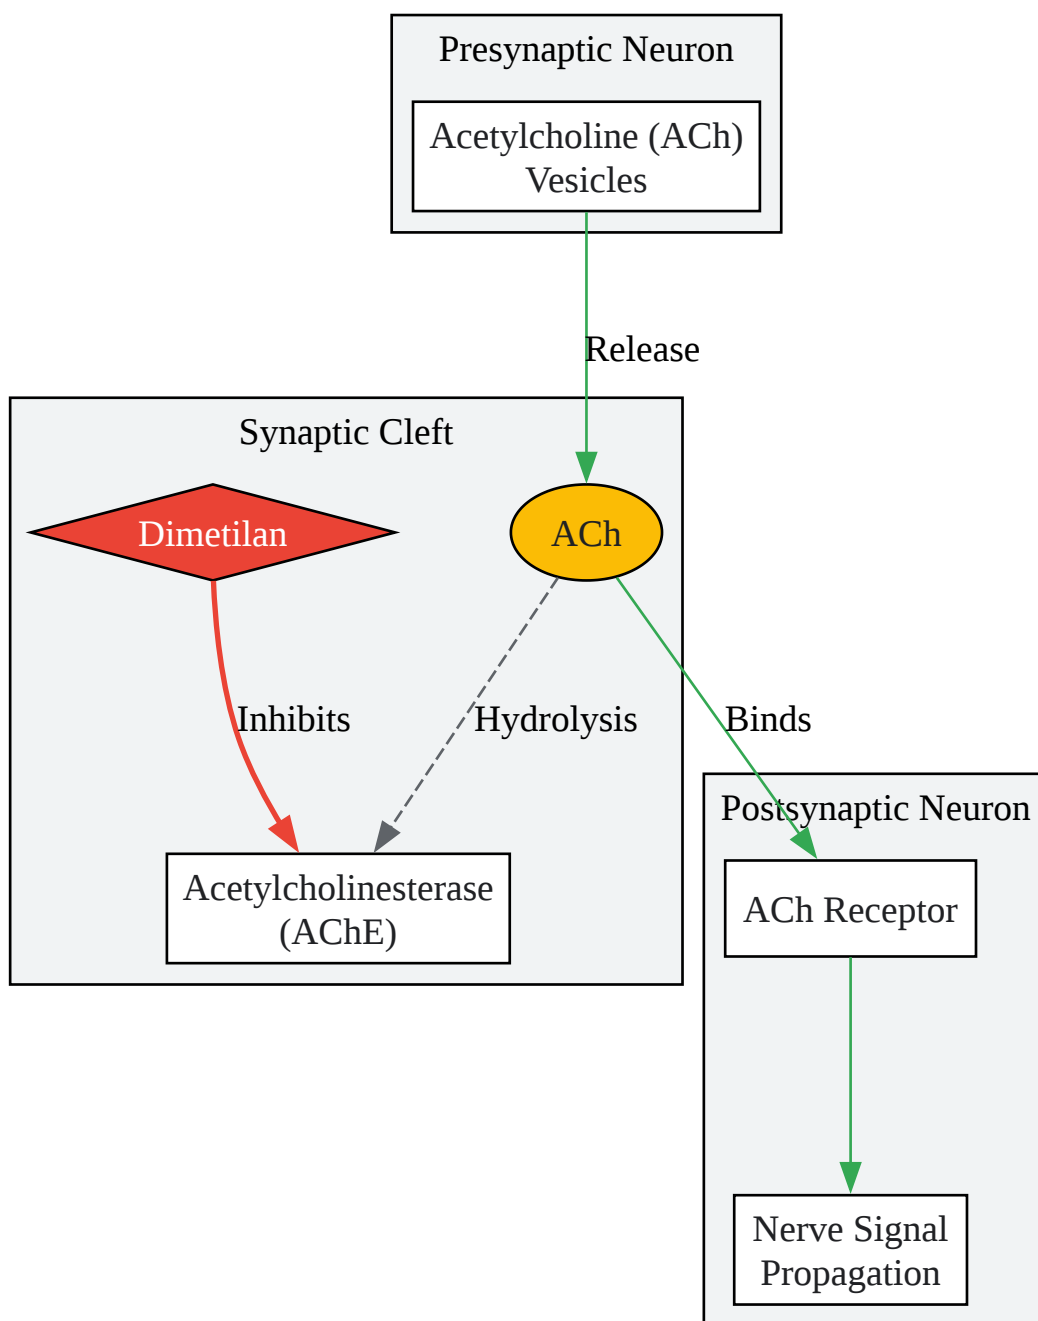 Presynaptic Neuron
Acetylcholine (ACh)
Vesicles
Release
Synaptic Cleft
Dimetilan
ACh
Inhibits
Hydrolysis
Binds
Postsynaptic Neuron
Acetylcholinesterase
(AChE)
ACh Receptor
Nerve Signal
Propagation